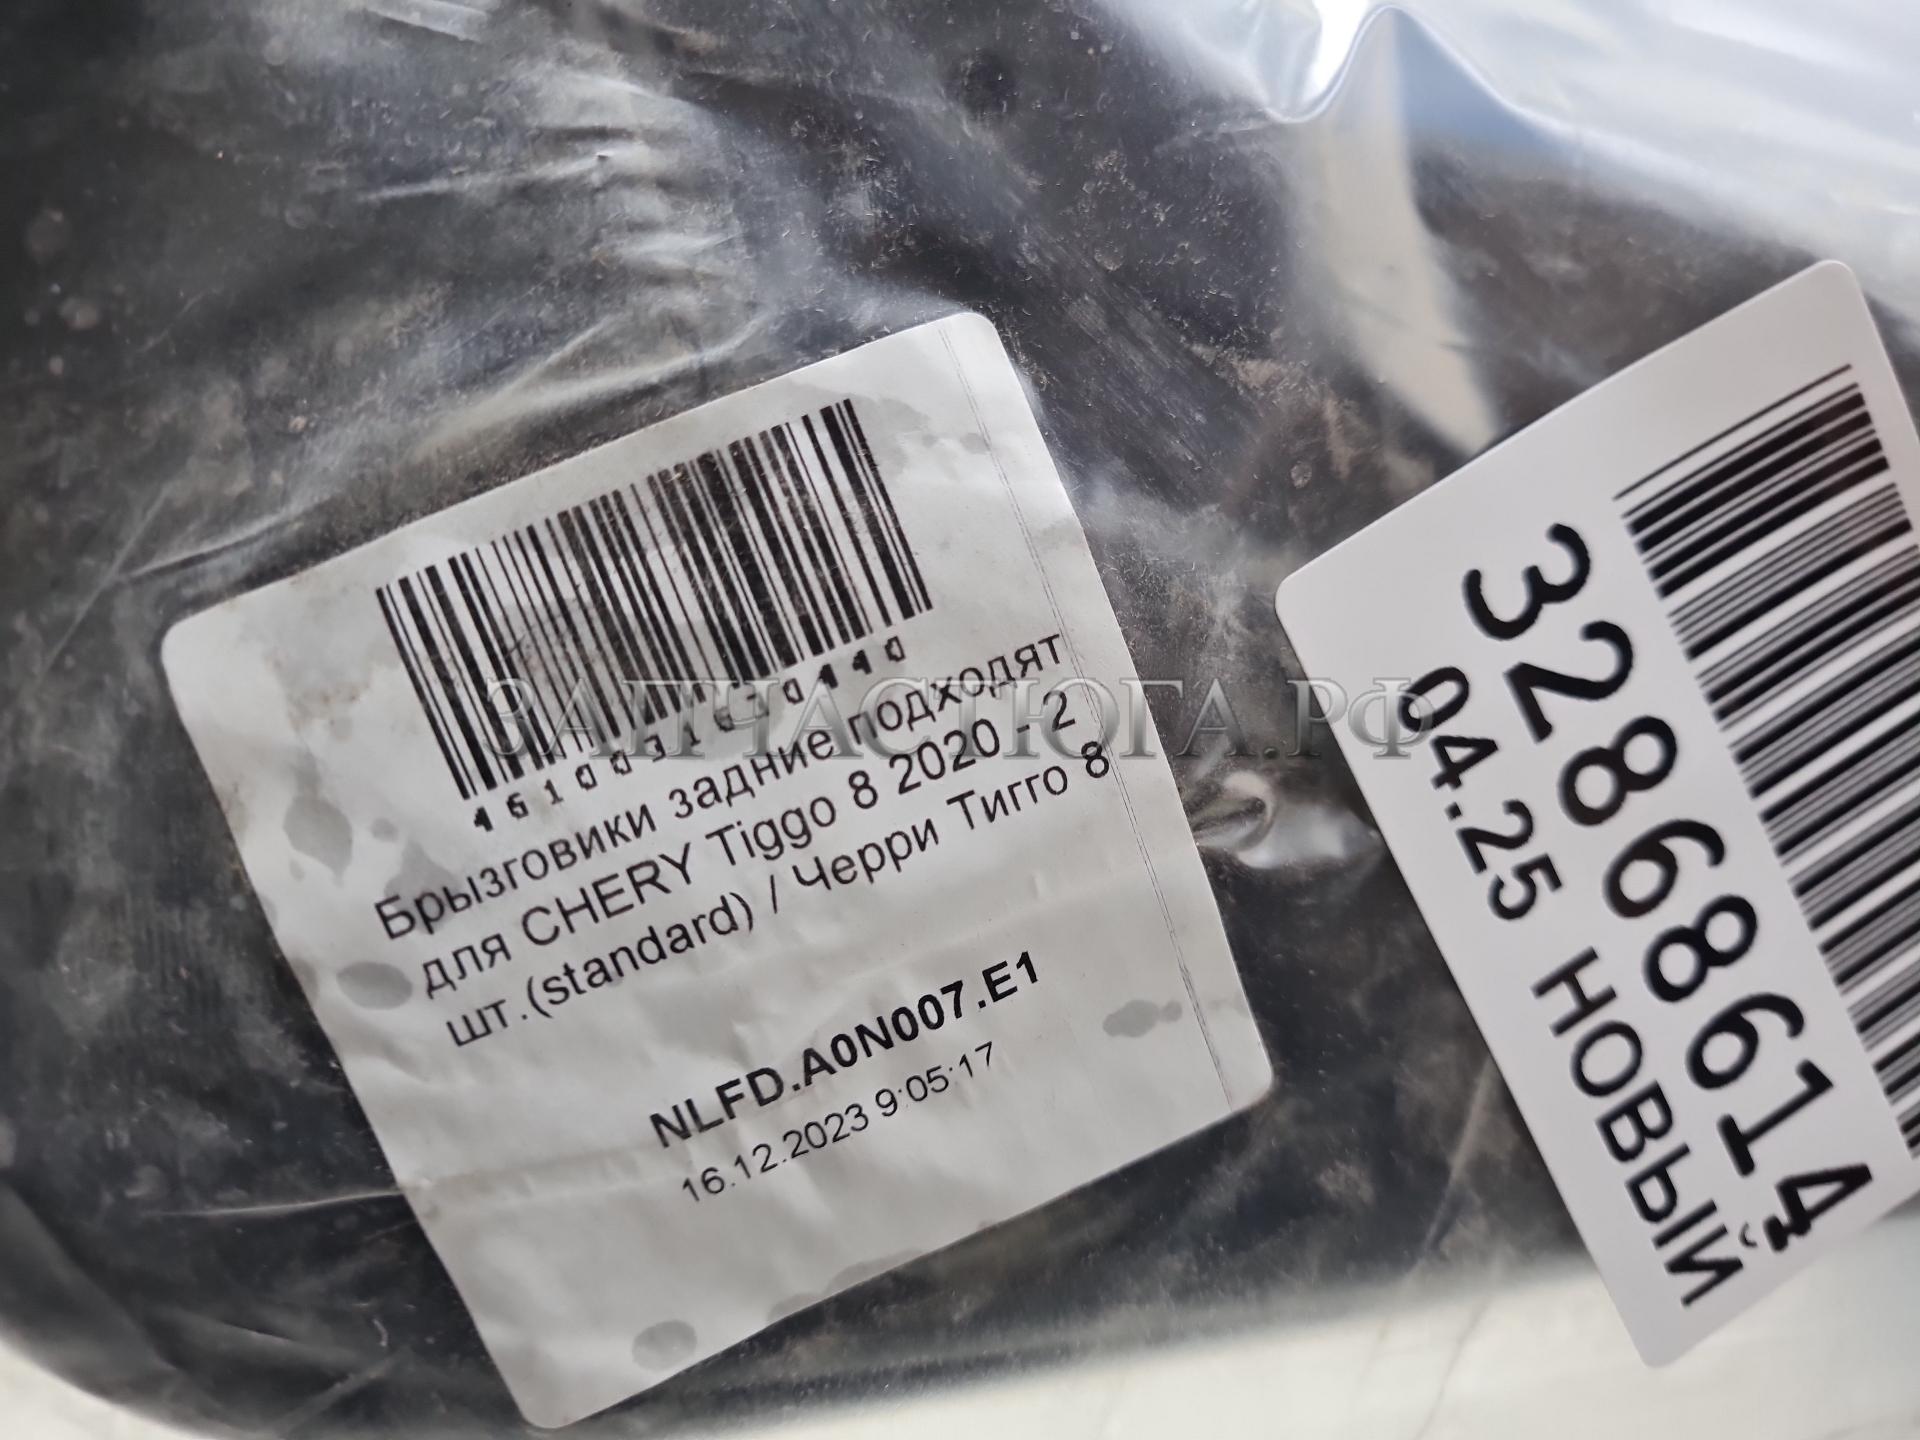 Брызговики задние подходят
для CHERY Tiggo 8 2020 - 2
шт.(standard) / Черри Тигго 8
NLFD.A0N007.E1
16.12.2023 9:05:17
32868614
04.25 НОВЫЙ
ЗАПЧАСТЮГА.РФ